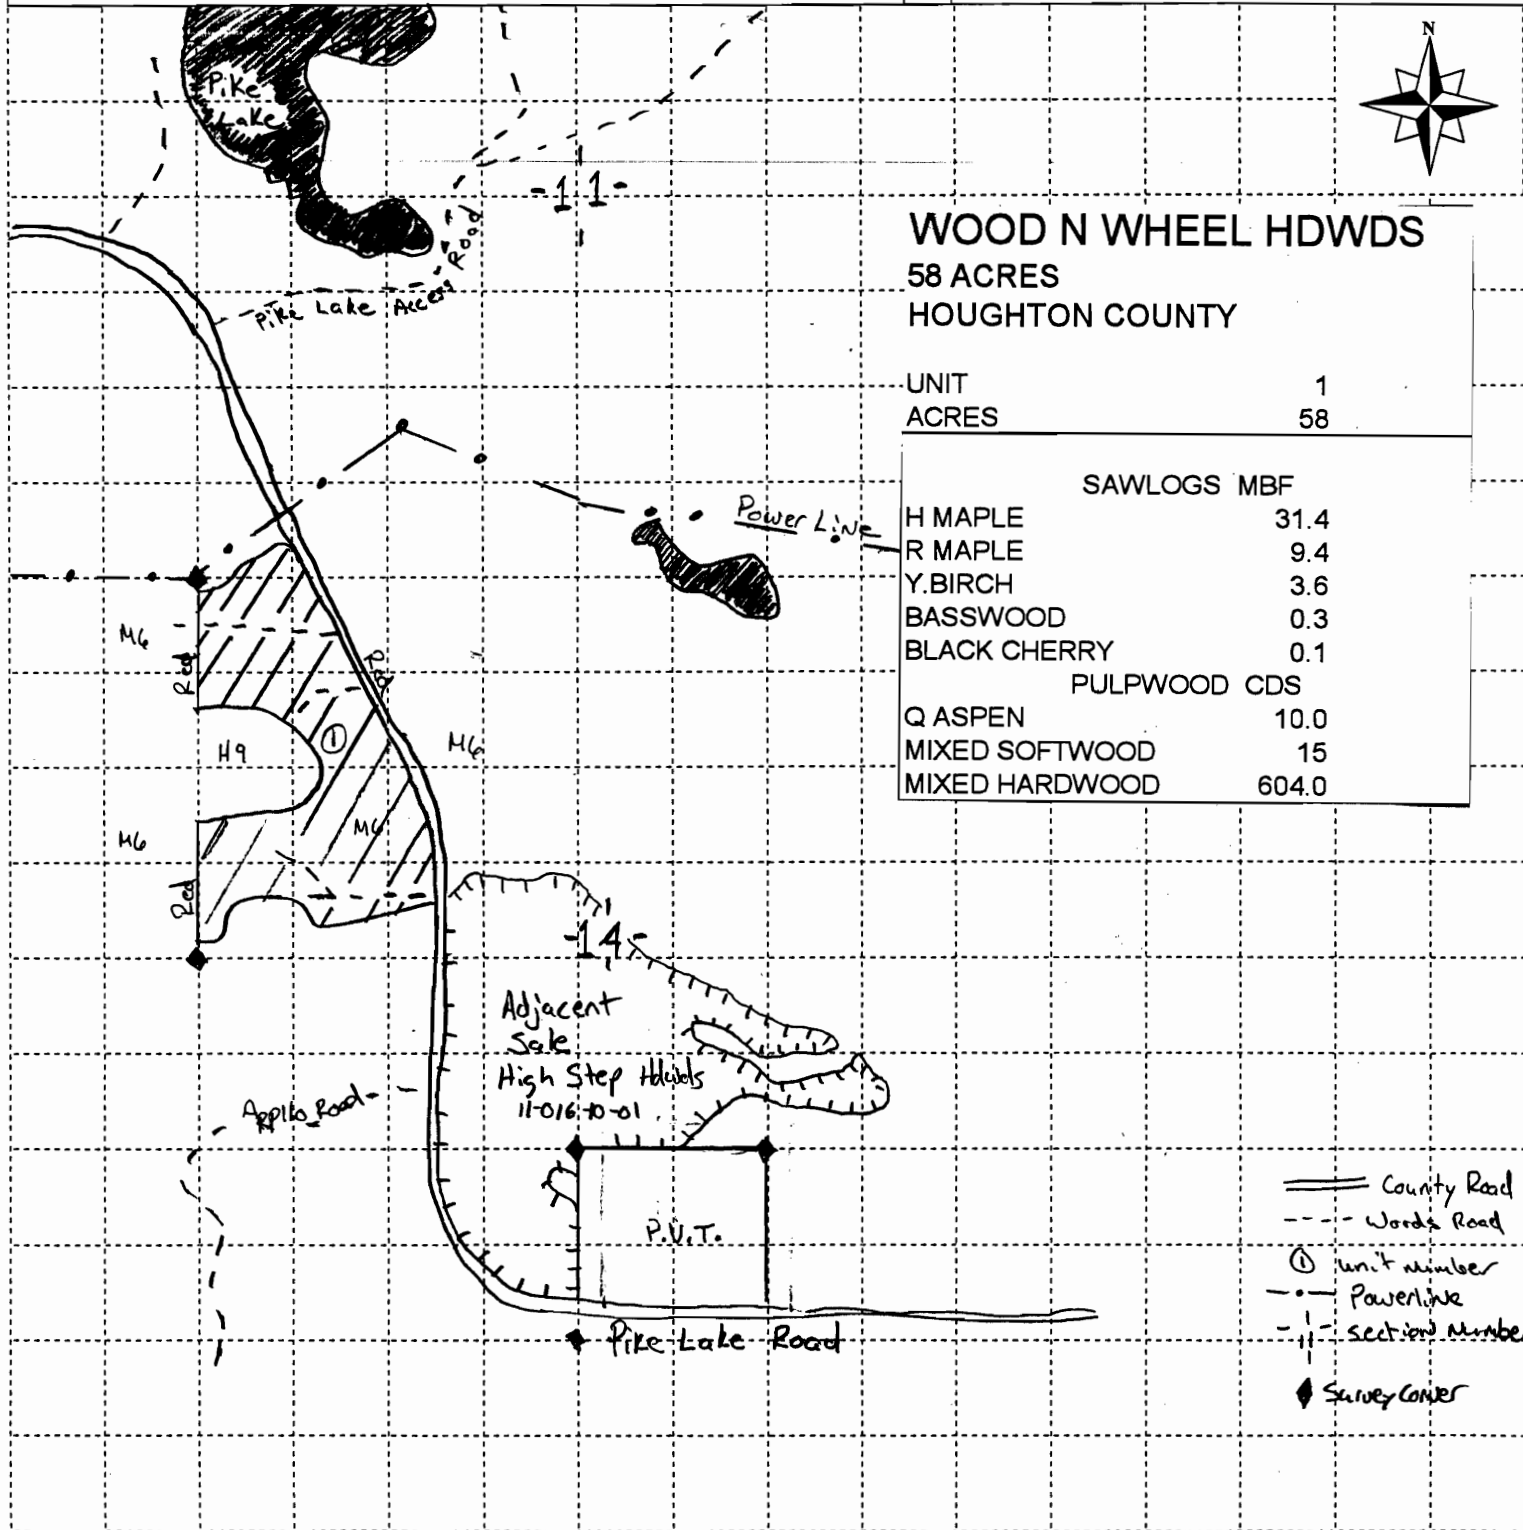 N
Pike
Lake
-11-
Road
Pike Lake Access
WOOD N WHEEL HDWDS
58 ACRES
HOUGHTON COUNTY
UNIT 1
ACRES 58
SAWLOGS MBF
H MAPLE 31.4
R MAPLE 9.4
Y.BIRCH 3.6
BASSWOOD 0.3
BLACK CHERRY 0.1
PULPWOOD CDS
Q ASPEN 10.0
MIXED SOFTWOOD 15
MIXED HARDWOOD 604.0
Power Line
M6
Red
Rd
H9
1
M6
M6
M6
Red
-14-
Adjacent
Sale
High Step Hdwds
11-016-10-01
Road
P.V.T.
Pike Lake Road
County Road
Woods Road
1 unit number
Powerline
-11- section Number
Survey Corner